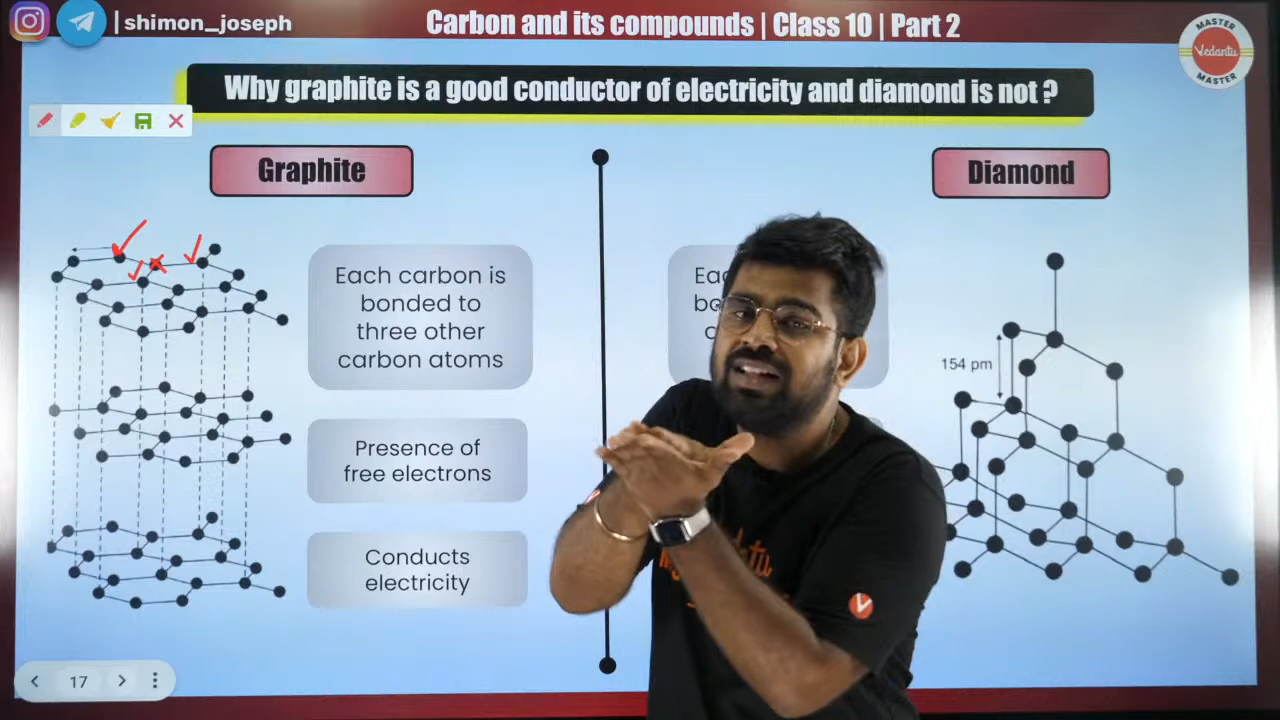 |shimon_joseph
Carbon and its compounds | Class 10 | Part 2
MASTER
Vedantu
MASTER
Why graphite is a good conductor of electricity and diamond is not ?
Graphite
Diamond
Each carbon is
bonded to
three other
carbon atoms
154 pm
Presence of
free electrons
Conducts
electricity
17